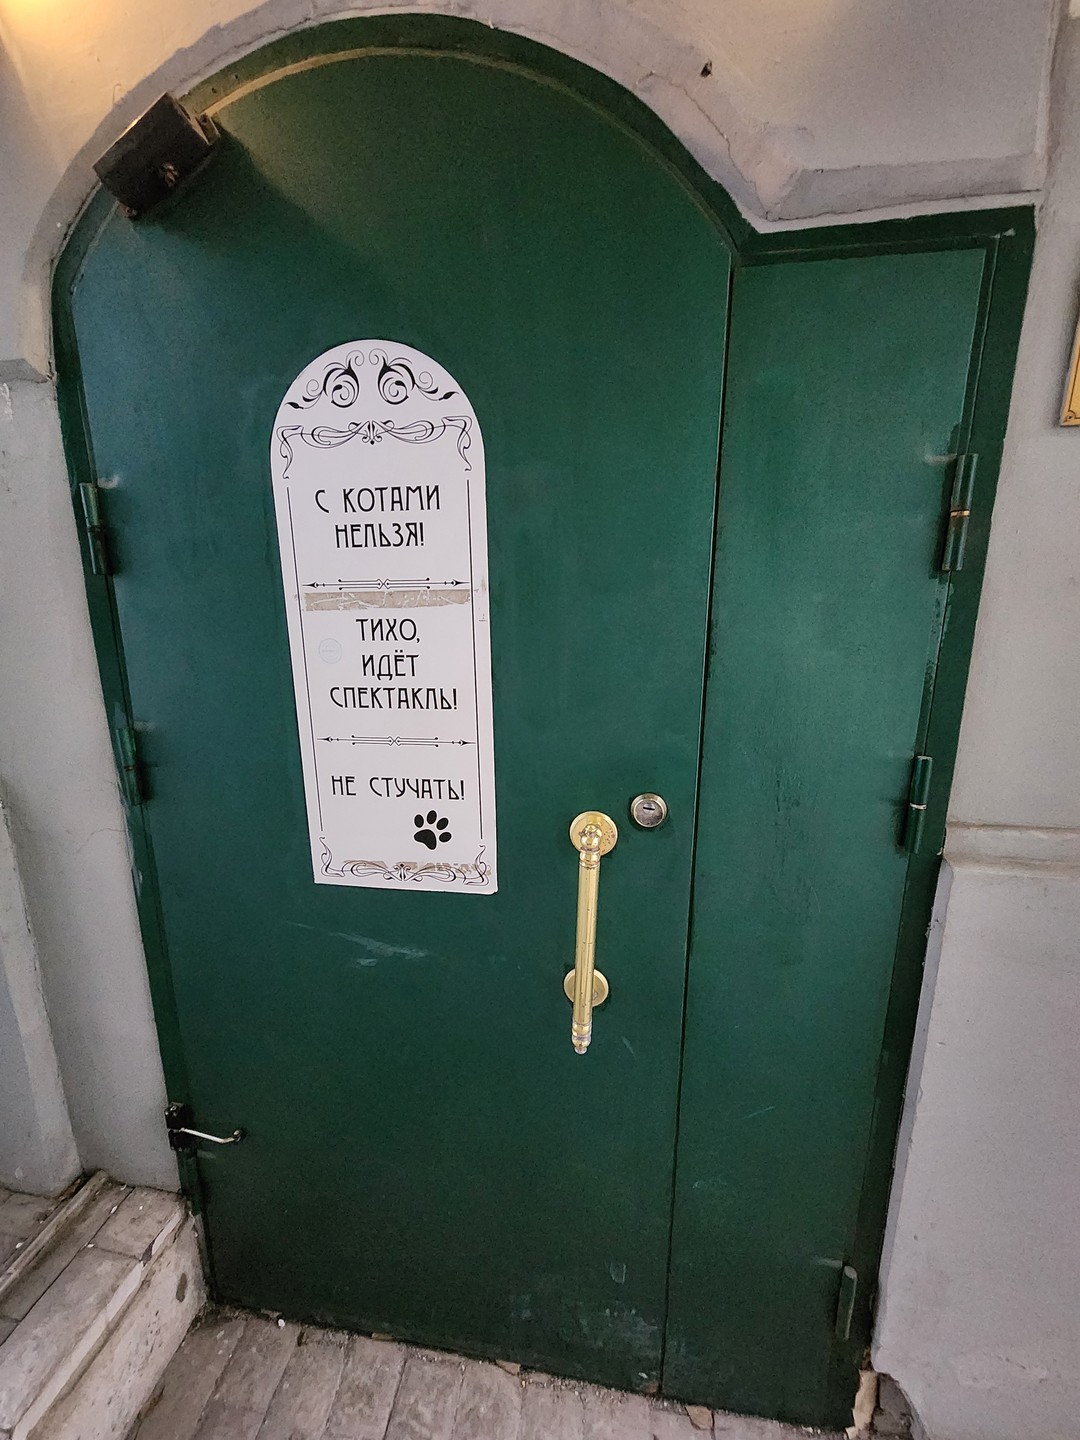 С КОТАМИ
НЕЛЬЗЯ!
ТИХО,
ИДЁТ
СПЕКТАКЛЬ!
НЕ СТУЧАТЬ!